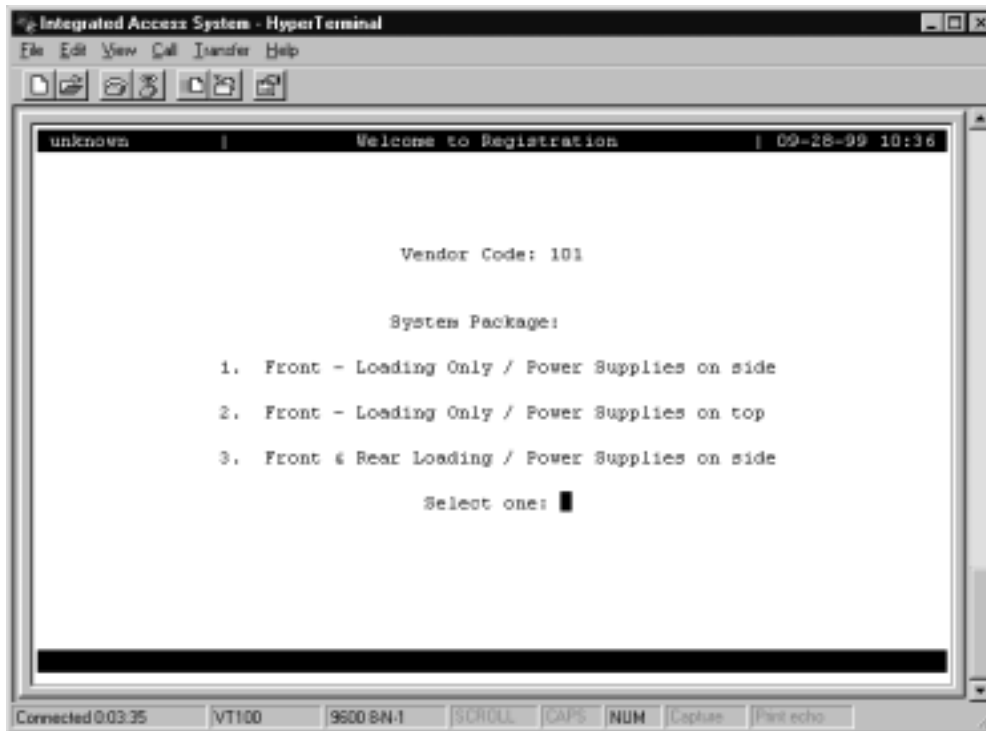 Integrated Access System - HyperTerminal
File Edit View Call Transfer Help
unknown | Welcome to Registration | 09-28-99 10:36
Vendor Code: 101
System Package:
1. Front - Loading Only / Power Supplies on side
2. Front - Loading Only / Power Supplies on top
3. Front & Rear Loading / Power Supplies on side
Select one:
Connected 0:03:35 VT100 9600 8-N-1 SCROLL CAPS NUM Capture Print echo